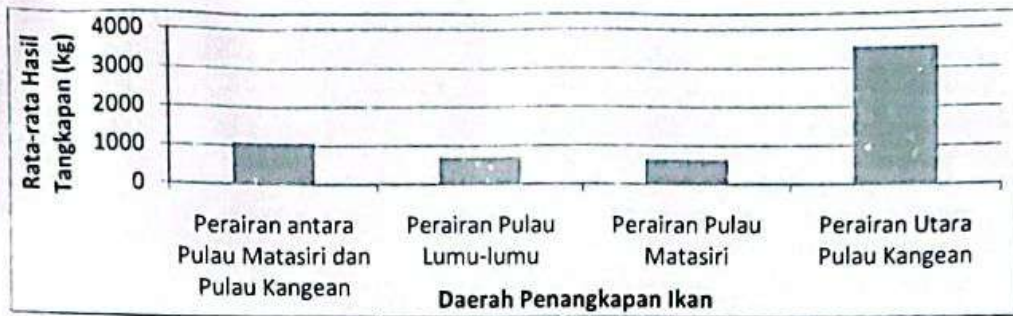 Rata-rata Hasil
Tangkapan (kg)
4000
3000
2000
1000
0
Perairan antara
Pulau Matasiri dan
Pulau Kangean
Perairan Pulau
Lumu-lumu
Perairan Pulau
Matasiri
Perairan Utara
Pulau Kangean
Daerah Penangkapan Ikan